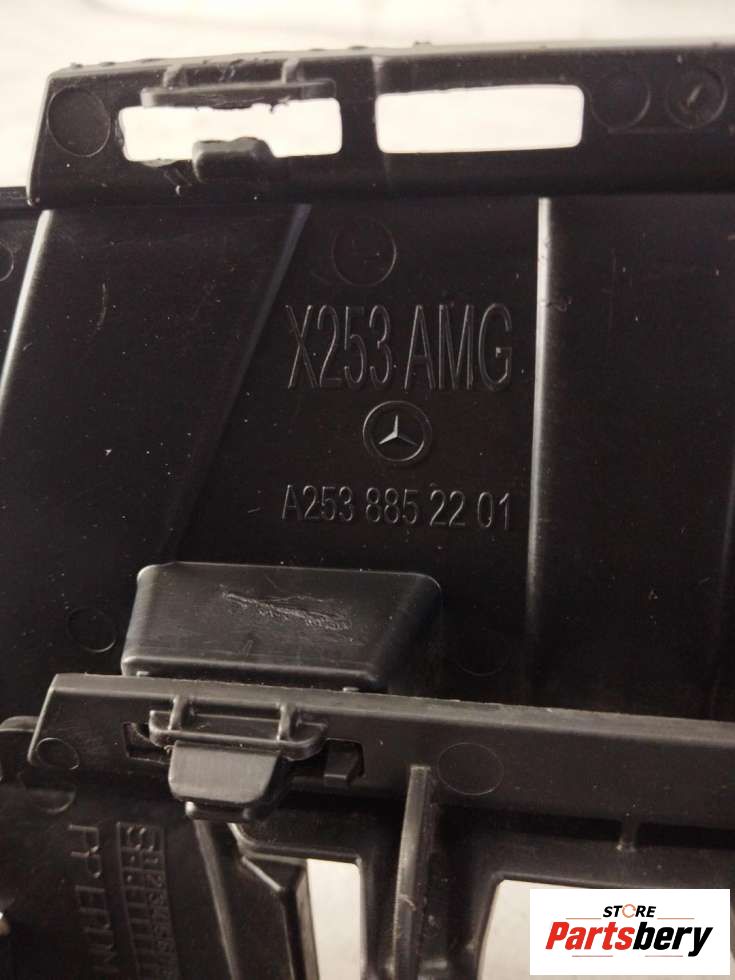 X253 AMG
A253 885 22 01
STORE
Partsbery